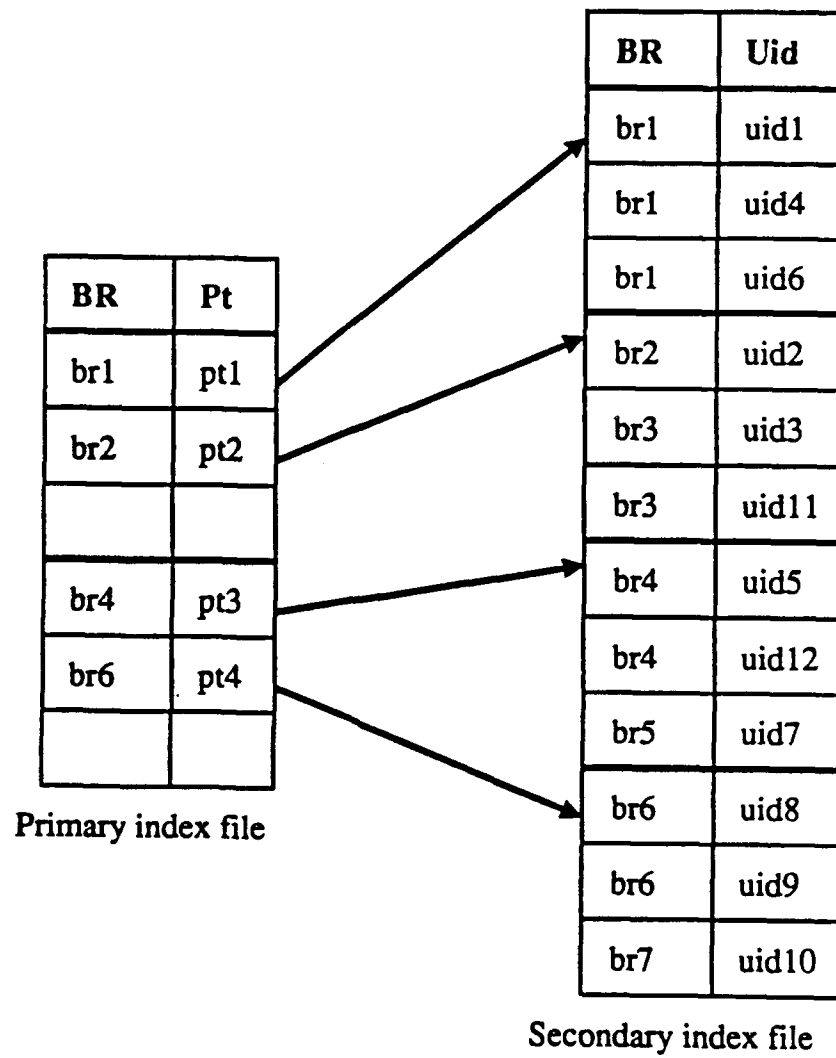 BR Pt
br1 pt1
br2 pt2
br4 pt3
br6 pt4
Primary index file
BR Uid
br1 uid1
br1 uid4
br1 uid6
br2 uid2
br3 uid3
br3 uid11
br4 uid5
br4 uid12
br5 uid7
br6 uid8
br6 uid9
br7 uid10
Secondary index file